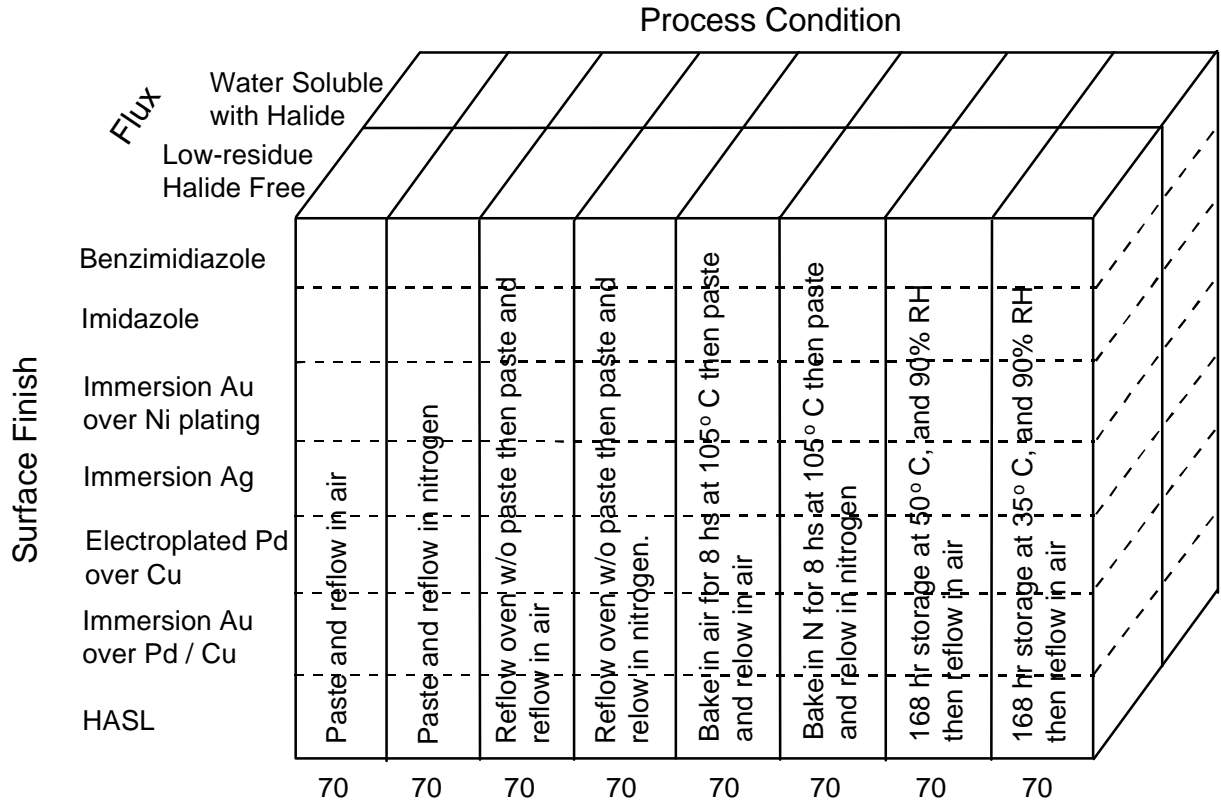 Process Condition
Flux
Water Soluble
with Halide
Low-residue
Halide Free
Surface Finish
Benzimidiazole
Imidazole
Immersion Au
over Ni plating
Immersion Ag
Electroplated Pd
over Cu
Immersion Au
over Pd / Cu
HASL
Paste and reflow in air
Paste and reflow in nitrogen
Reflow oven w/o paste then paste and
reflow in air
Reflow oven w/o paste then paste and
relow in nitrogen.
Bake in air for 8 hs at 105º C then paste
and relow in air
Bake in N for 8 hs at 105º C then paste
and relow in nitrogen
168 hr storage at 50º C, and 90% RH
then reflow in air
168 hr storage at 35º C, and 90% RH
then reflow in air
70 70 70 70 70 70 70 70